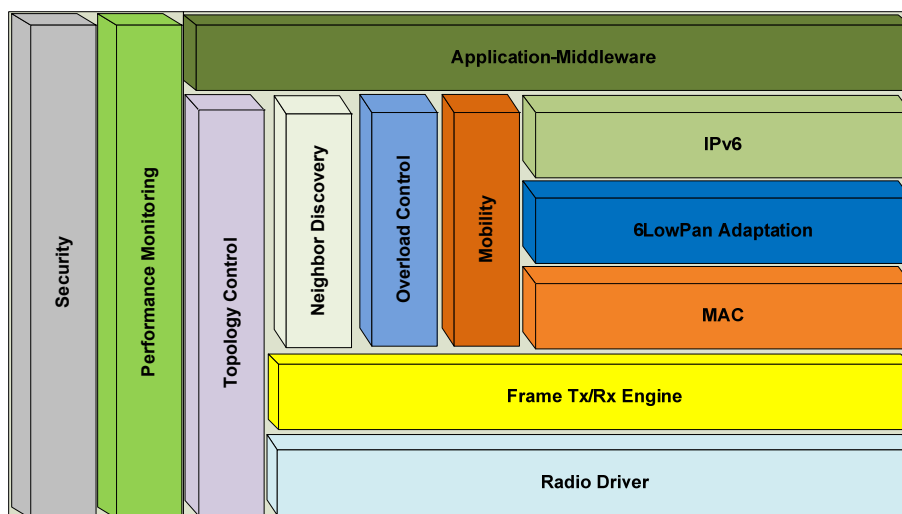 Security
Performance Monitoring
Application-Middleware
Topology Control
Neighbor Discovery
Overload Control
Mobility
IPv6
6LowPan Adaptation
MAC
Frame Tx/Rx Engine
Radio Driver